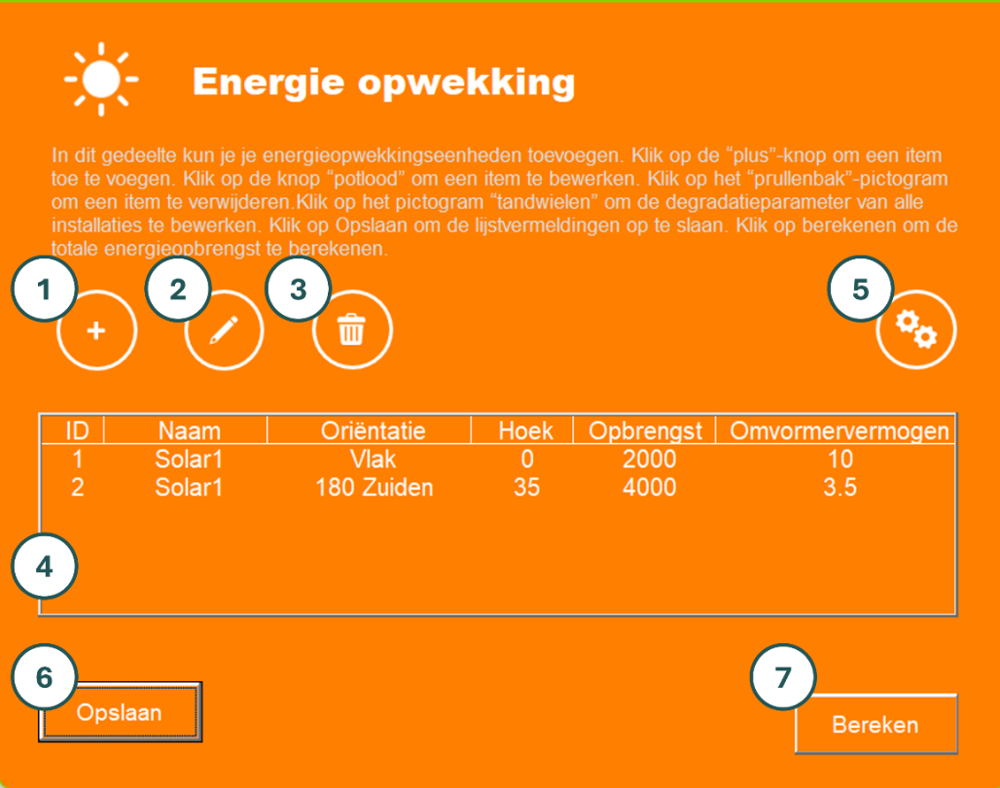 Energie opwekking
In dit gedeelte kun je je energieopwekkingseenheden toevoegen. Klik op de “plus”-knop om een item
toe te voegen. Klik op de knop “potlood” om een item te bewerken. Klik op het “prullenbak”-pictogram
om een item te verwijderen.Klik op het pictogram “tandwielen” om de degradatieparameter van alle
installaties te bewerken. Klik op Opslaan om de lijstvermeldingen op te slaan. Klik op berekenen om de
totale energieopbrengst te berekenen.
1 2 3 5
+
ID Naam Oriëntatie Hoek Opbrengst Omvormervermogen
1 Solar1 Vlak 0 2000 10
2 Solar1 180 Zuiden 35 4000 3.5
4
6 7
Opslaan
Bereken